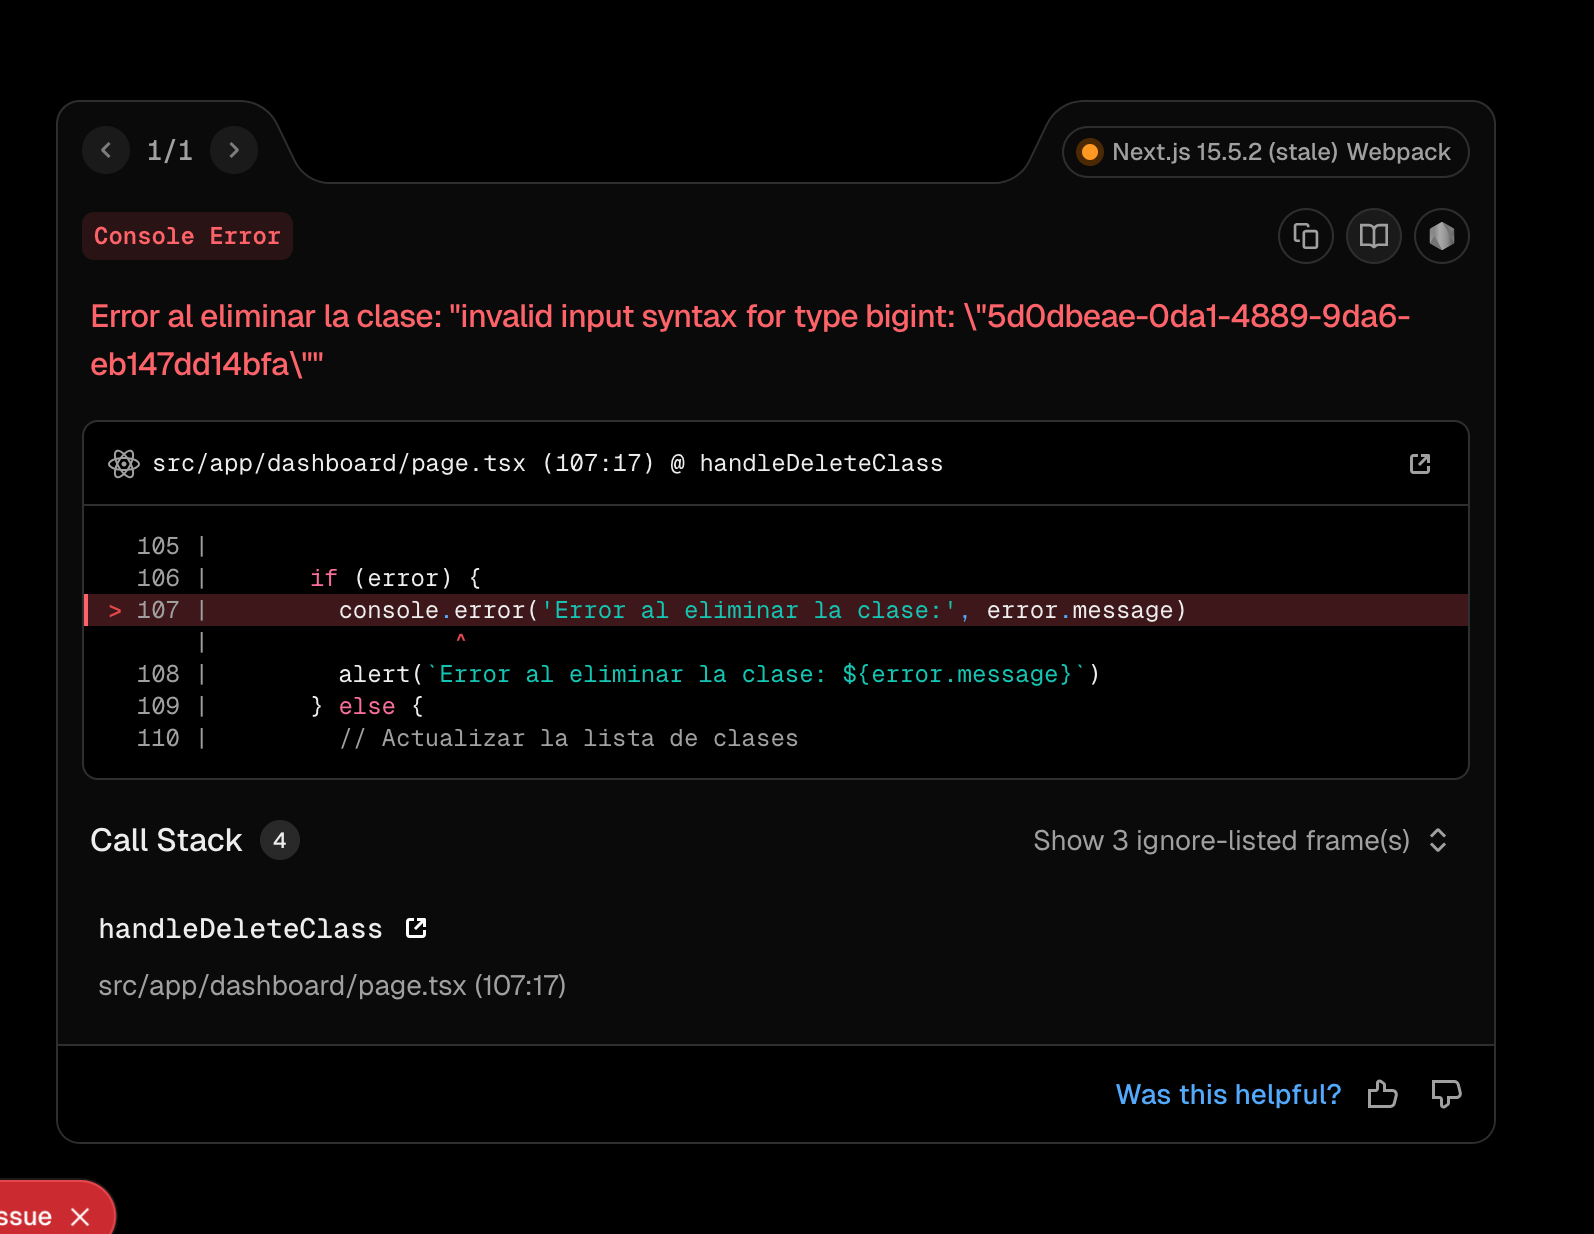 1/1
Next.js 15.5.2 (stale) Webpack
Console Error
Error al eliminar la clase: "invalid input syntax for type bigint: \"5d0dbeae-0da1-4889-9da6-
eb147dd14bfa\""
src/app/dashboard/page.tsx (107:17) @ handleDeleteClass
105 |
106 |       if (error) {
> 107 |         console.error('Error al eliminar la clase:', error.message)
|                 ^
108 |         alert(`Error al eliminar la clase: ${error.message}`)
109 |       } else {
110 |         // Actualizar la lista de clases
Call Stack 4
Show 3 ignore-listed frame(s)
handleDeleteClass
src/app/dashboard/page.tsx (107:17)
Was this helpful?
ssue